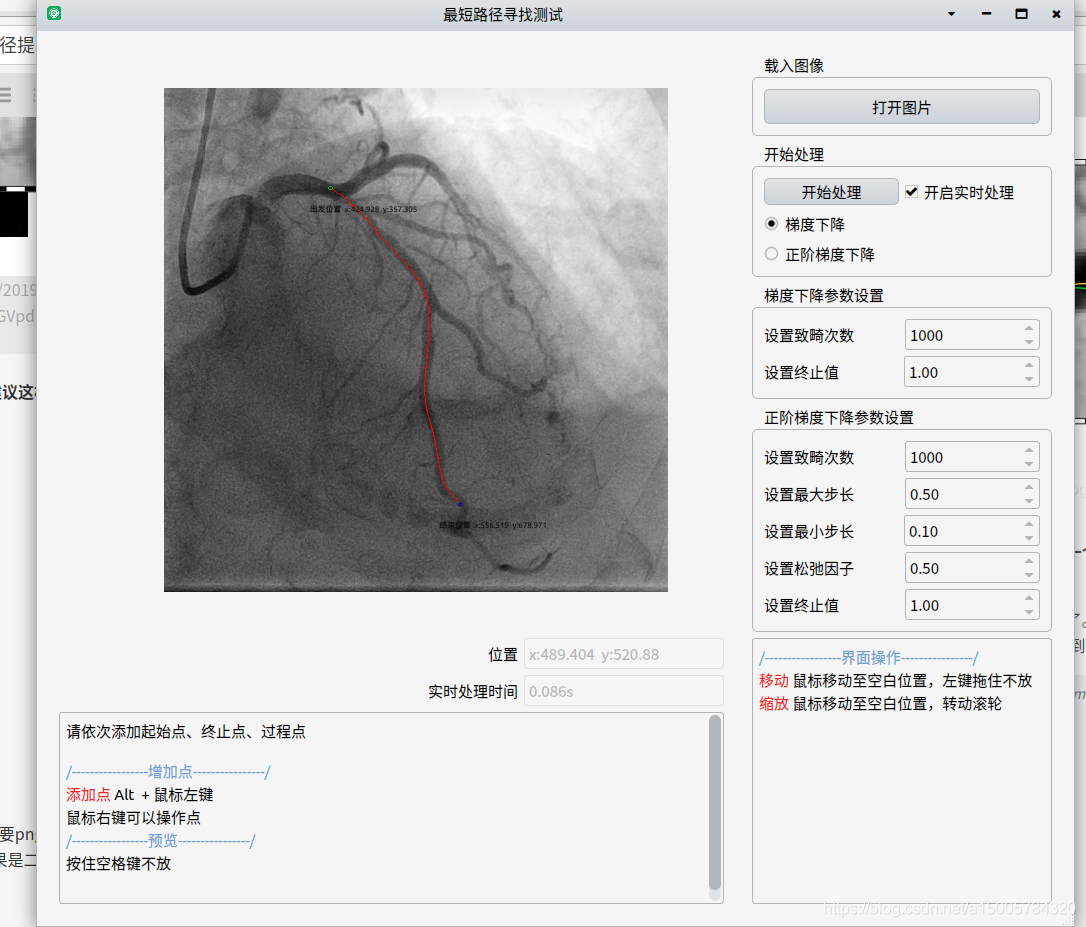 最短路径寻找测试
径提
载入图像
打开图片
开始处理
开始处理
开启实时处理
梯度下降
正阶梯度下降
梯度下降参数设置
设置致畸次数
1000
设置终止值
1.00
正阶梯度下降参数设置
设置致畸次数
1000
设置最大步长
0.50
设置最小步长
0.10
设置松弛因子
0.50
设置终止值
1.00
出发位置 x:424.928 y:357.305
结束位置 x:556.519 y:678.971
/2019
GVpd
议这
位置
x:489.404 y:520.88
实时处理时间
0.086s
请依次添加起始点、终止点、过程点
/-----------------增加点----------------/
添加点 Alt + 鼠标左键
鼠标右键可以操作点
/-----------------预览----------------/
按住空格键不放
/-----------------界面操作----------------/
移动 鼠标移动至空白位置，左键拖住不放
缩放 鼠标移动至空白位置，转动滚轮
要pn
果是二
https://blog.csdn.net/a15005784320